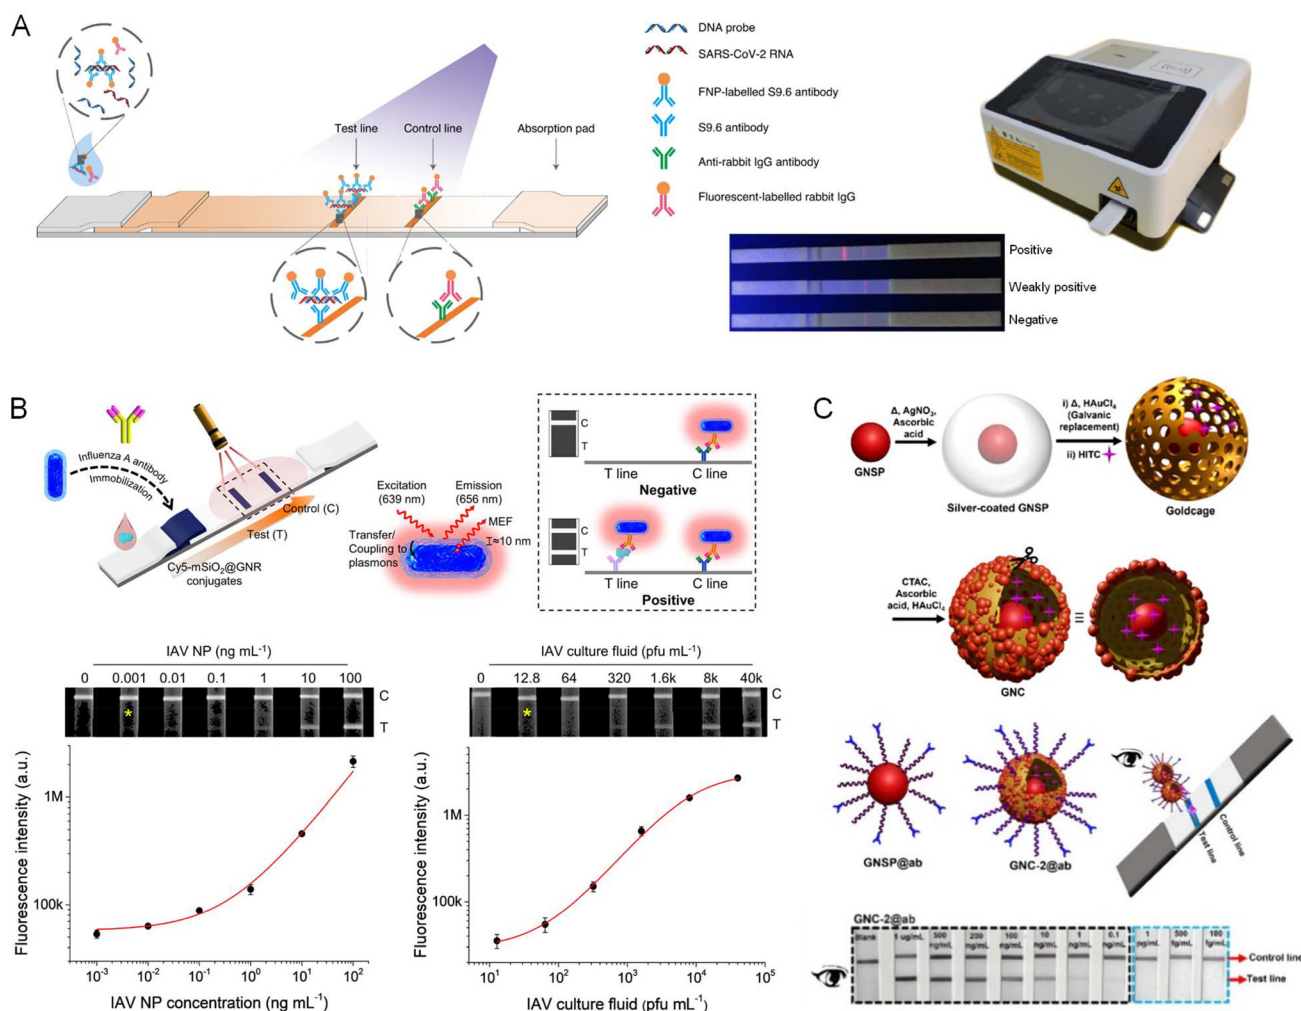 A
DNA probe
SARS-CoV-2 RNA
FNP-labelled S9.6 antibody
S9.6 antibody
Anti-rabbit IgG antibody
Fluorescent-labelled rabbit IgG
Test line
Control line
Absorption pad
Positive
Weakly positive
Negative
B
Influenza A antibody
Immobilization
Control (C)
Test (T)
Cy5-mSiO₂@GNR
conjugates
Excitation
(639 nm)
Emission
(656 nm)
MEF
≈10 nm
Transfer/
Coupling to
plasmons
C
T
T line
C line
Negative
C
T
T line
C line
Positive
IAV NP (ng mL⁻¹)
0 0.001 0.01 0.1 1 10 100
C
T
*
Fluorescence intensity (a.u.)
1M
100k
10⁻³ 10⁻² 10⁻¹ 10⁰ 10¹ 10²
IAV NP concentration (ng mL⁻¹)
IAV culture fluid (pfu mL⁻¹)
0 12.8 64 320 1.6k 8k 40k
C
T
*
Fluorescence intensity (a.u.)
1M
100k
10¹ 10² 10³ 10⁴ 10⁵
IAV culture fluid (pfu mL⁻¹)
C
GNSP
Δ, AgNO₃,
Ascorbic
acid
Silver-coated GNSP
i) Δ, HAuCl₄
(Galvanic
replacement)
ii) HITC
Goldcage
CTAC,
Ascorbic
acid, HAuCl₄
GNC
≡
GNSP@ab
GNC-2@ab
Test line
Control line
GNC-2@ab
Blank
1 ug/mL
500 ng/mL
200 ng/mL
100 ng/mL
10 ng/mL
1 ng/mL
0.1 ng/mL
1 pg/mL
500 fg/mL
100 fg/mL
Control line
Test line